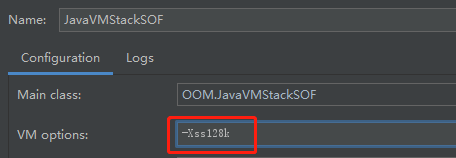 Name: JavaVMStackSOF
Configuration Logs
Main class: OOM.JavaVMStackSOF
VM options: -Xss128k